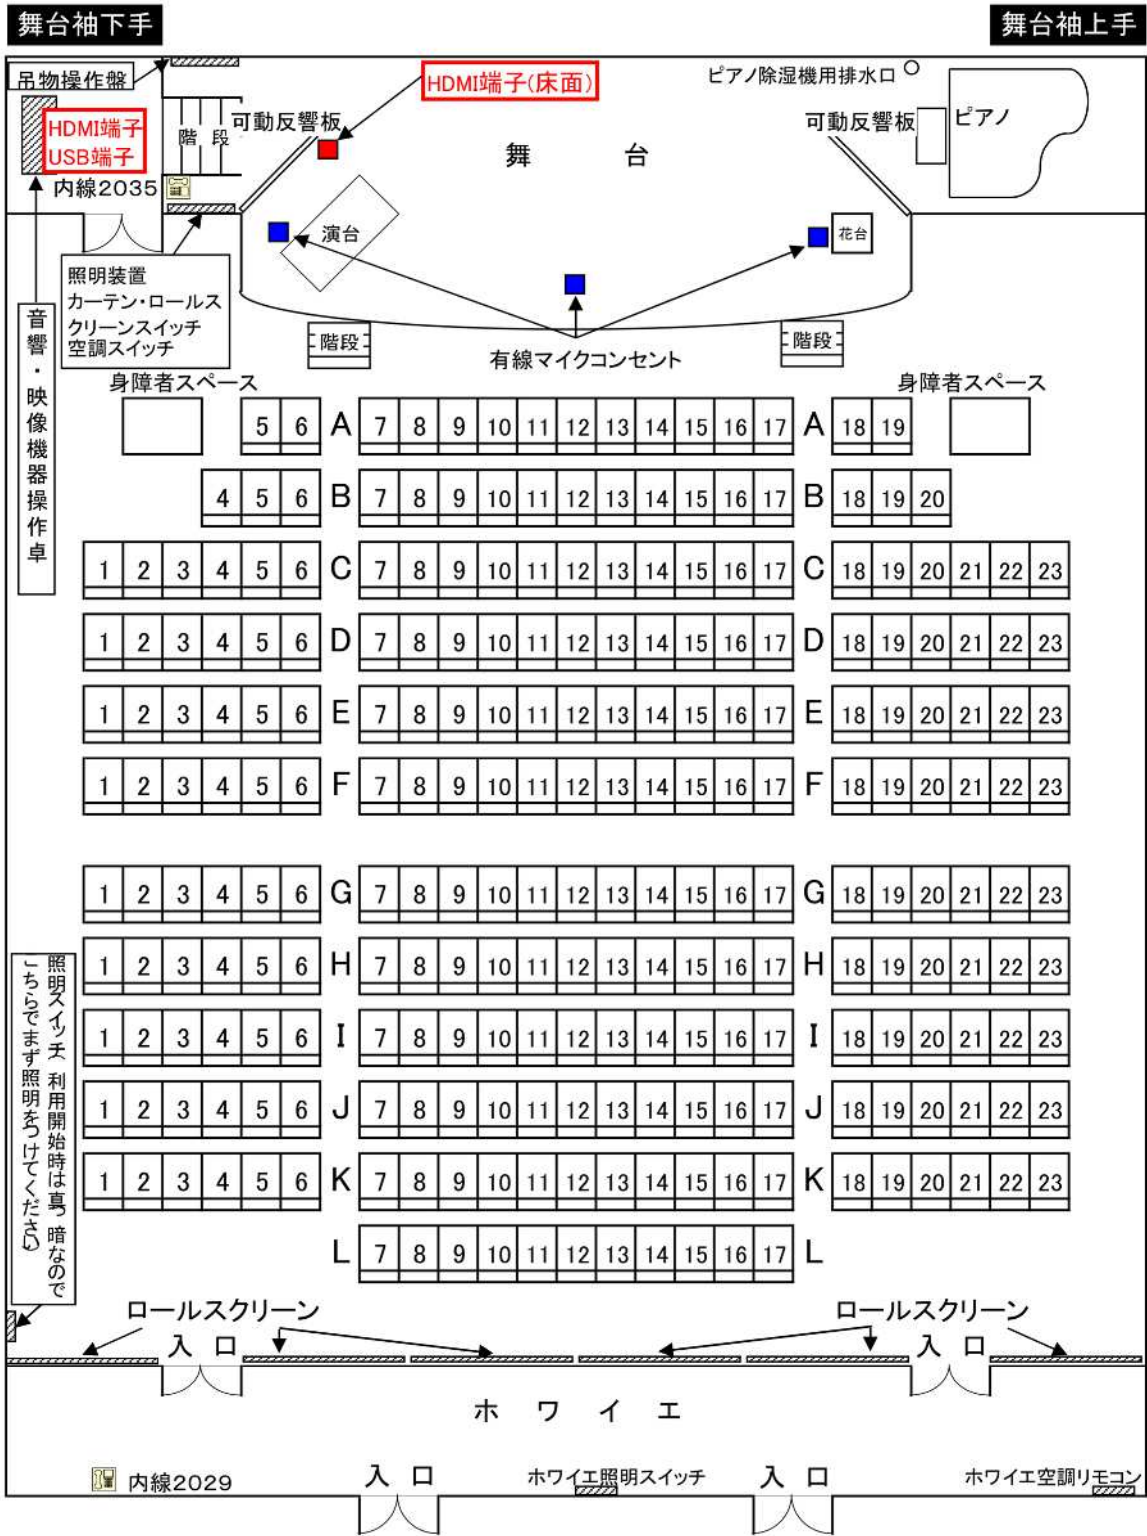 舞台袖下手
舞台袖上手
吊物操作盤
HDMI端子(床面)
ピアノ除湿機用排水口
HDMI端子
USB端子
階段
可動反響板
舞台
可動反響板
ピアノ
内線2035
演台
花台
照明装置
カーテン・ロールス
クリーンスイッチ
空調スイッチ
音響・映像機器操作卓
階段
有線マイクコンセント
階段
身障者スペース
身障者スペース
5 6 A 7 8 9 10 11 12 13 14 15 16 17 A 18 19
4 5 6 B 7 8 9 10 11 12 13 14 15 16 17 B 18 19 20
1 2 3 4 5 6 C 7 8 9 10 11 12 13 14 15 16 17 C 18 19 20 21 22 23
1 2 3 4 5 6 D 7 8 9 10 11 12 13 14 15 16 17 D 18 19 20 21 22 23
1 2 3 4 5 6 E 7 8 9 10 11 12 13 14 15 16 17 E 18 19 20 21 22 23
1 2 3 4 5 6 F 7 8 9 10 11 12 13 14 15 16 17 F 18 19 20 21 22 23
1 2 3 4 5 6 G 7 8 9 10 11 12 13 14 15 16 17 G 18 19 20 21 22 23
1 2 3 4 5 6 H 7 8 9 10 11 12 13 14 15 16 17 H 18 19 20 21 22 23
1 2 3 4 5 6 I 7 8 9 10 11 12 13 14 15 16 17 I 18 19 20 21 22 23
1 2 3 4 5 6 J 7 8 9 10 11 12 13 14 15 16 17 J 18 19 20 21 22 23
1 2 3 4 5 6 K 7 8 9 10 11 12 13 14 15 16 17 K 18 19 20 21 22 23
L 7 8 9 10 11 12 13 14 15 16 17 L
照明スイッチ 利用開始時は真っ暗なので
こちらでまず照明をつけてください
ロールスクリーン
ロールスクリーン
入口
入口
ホワイエ
内線2029
入口
ホワイエ照明スイッチ
入口
ホワイエ空調リモコン